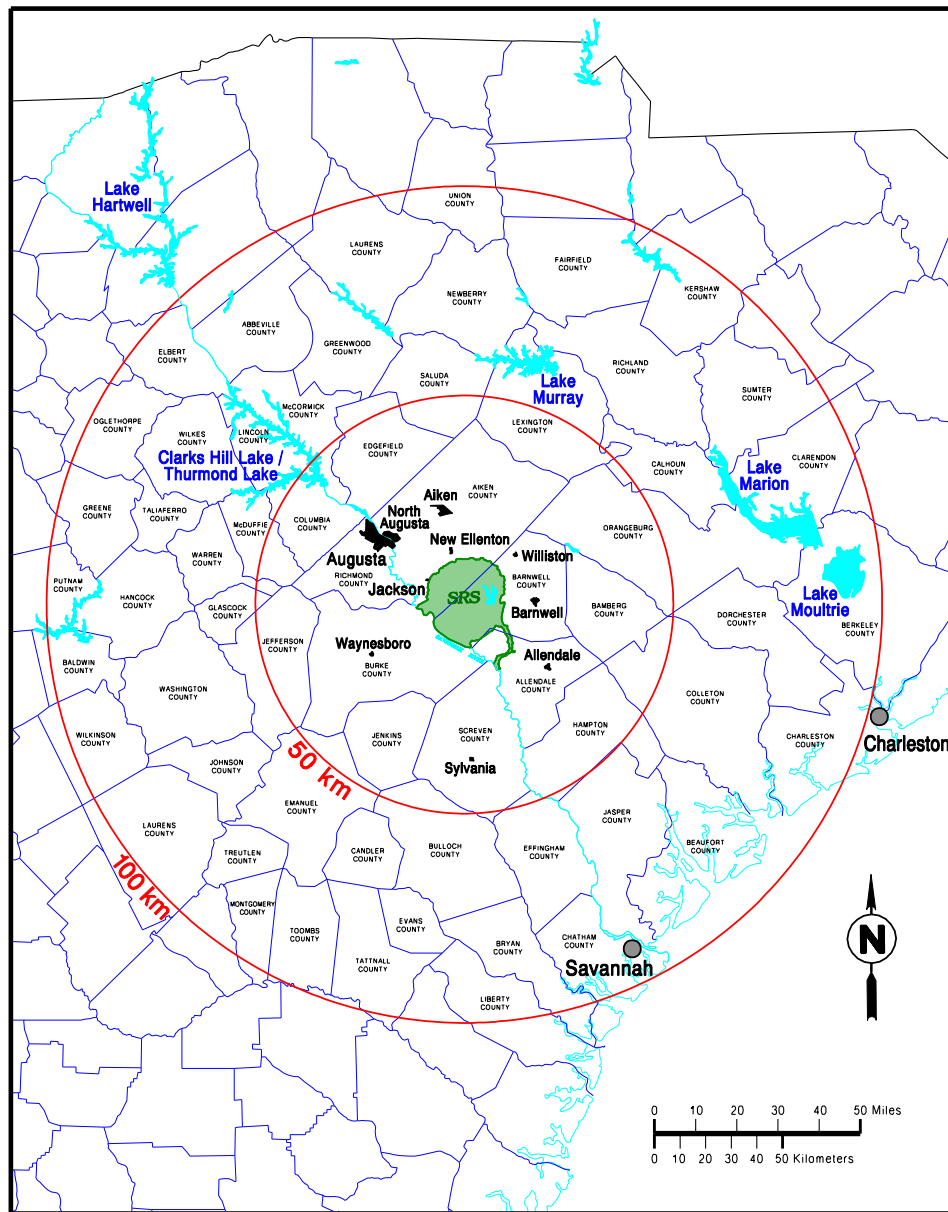 UNION
COUNTY
Lake
Hartwell
LAURENS
COUNTY
FAIRFIELD
COUNTY
KERSHAW
COUNTY
NEWBERRY
COUNTY
ABBEVILLE
COUNTY
GREENWOOD
COUNTY
ELBERT
COUNTY
SALUDA
COUNTY
RICHLAND
COUNTY
Lake
Murray
SUMTER
COUNTY
McCORMICK
COUNTY
OGLETHORPE
COUNTY
WILKES
COUNTY
LINCOLN
COUNTY
LEXINGTON
COUNTY
EDGEFIELD
COUNTY
Clarks Hill Lake /
Thurmond Lake
CALHOUN
COUNTY
Lake
Marion
CLARENDON
COUNTY
AIKEN
COUNTY
Aiken
GREENE
COUNTY
TALIAFERRO
COUNTY
McDUFFIE
COUNTY
COLUMBIA
COUNTY
North
Augusta
ORANGEBURG
COUNTY
New Ellenton
Augusta
Williston
WARREN
COUNTY
RICHMOND
COUNTY
Jackson
BARNWELL
COUNTY
PUTNAM
COUNTY
HANCOCK
COUNTY
GLASCOCK
COUNTY
SRS
Barnwell
BAMBERG
COUNTY
DORCHESTER
COUNTY
Lake
Moultrie
BERKELEY
COUNTY
JEFFERSON
COUNTY
Waynesboro
BURKE
COUNTY
Allendale
ALLENDALE
COUNTY
BALDWIN
COUNTY
WASHINGTON
COUNTY
COLLETON
COUNTY
WILKINSON
COUNTY
JENKINS
COUNTY
SCREVEN
COUNTY
HAMPTON
COUNTY
CHARLESTON
COUNTY
Charleston
JOHNSON
COUNTY
50 km
Sylvania
EMANUEL
COUNTY
JASPER
COUNTY
LAURENS
COUNTY
TREUTLEN
COUNTY
CANDLER
COUNTY
BULLOCH
COUNTY
EFFINGHAM
COUNTY
BEAUFORT
COUNTY
100 km
MONTGOMERY
COUNTY
TOOMBS
COUNTY
EVANS
COUNTY
TATTNALL
COUNTY
BRYAN
COUNTY
CHATHAM
COUNTY
Savannah
LIBERTY
COUNTY
N
0 10 20 30 40 50 Miles
0 10 20 30 40 50 Kilometers